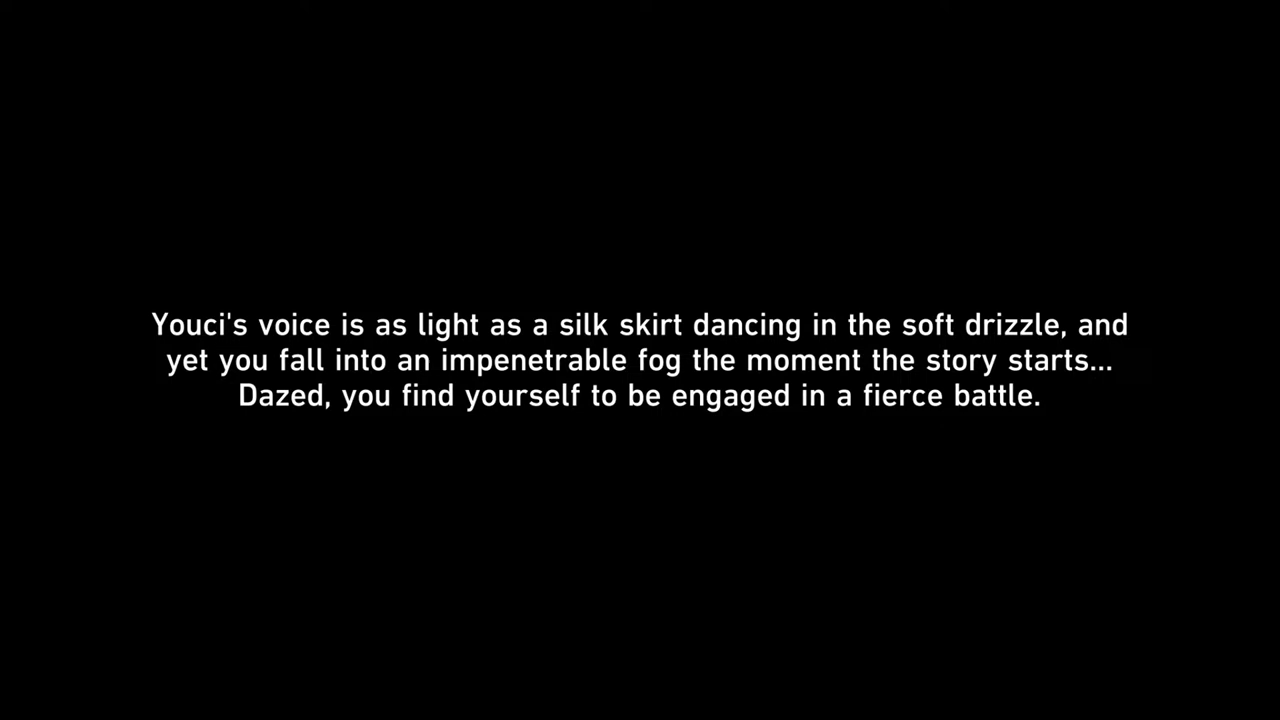 Youci's voice is as light as a silk skirt dancing in the soft drizzle, and
yet you fall into an impenetrable fog the moment the story starts...
Dazed, you find yourself to be engaged in a fierce battle.